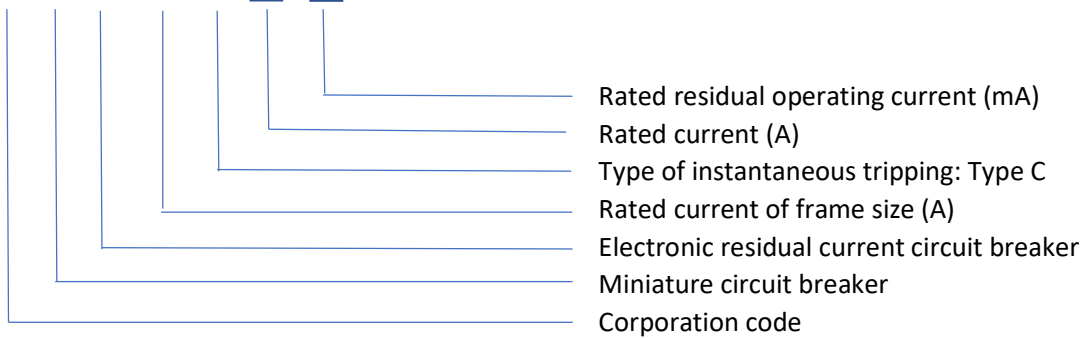 Rated residual operating current (mA)
Rated current (A)
Type of instantaneous tripping: Type C
Rated current of frame size (A)
Electronic residual current circuit breaker
Miniature circuit breaker
Corporation code